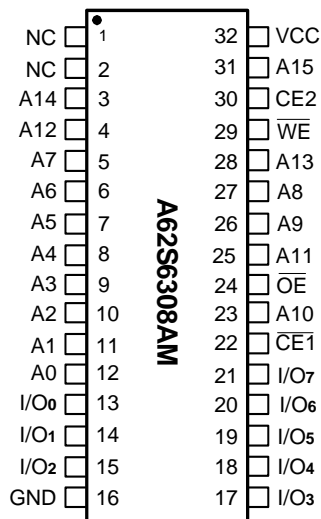 NC 1 32 VCC
NC 2 31 A15
A14 3 30 CE2
A12 4 29 W̅E̅
A7 5 28 A13
A6 6 27 A8
A5 7 26 A9
A4 8 25 A11
A3 9 24 O̅E̅
A2 10 23 A10
A1 11 22 C̅E̅1̅
A0 12 21 I/O7
I/O0 13 20 I/O6
I/O1 14 19 I/O5
I/O2 15 18 I/O4
GND 16 17 I/O3
A62S6308AM